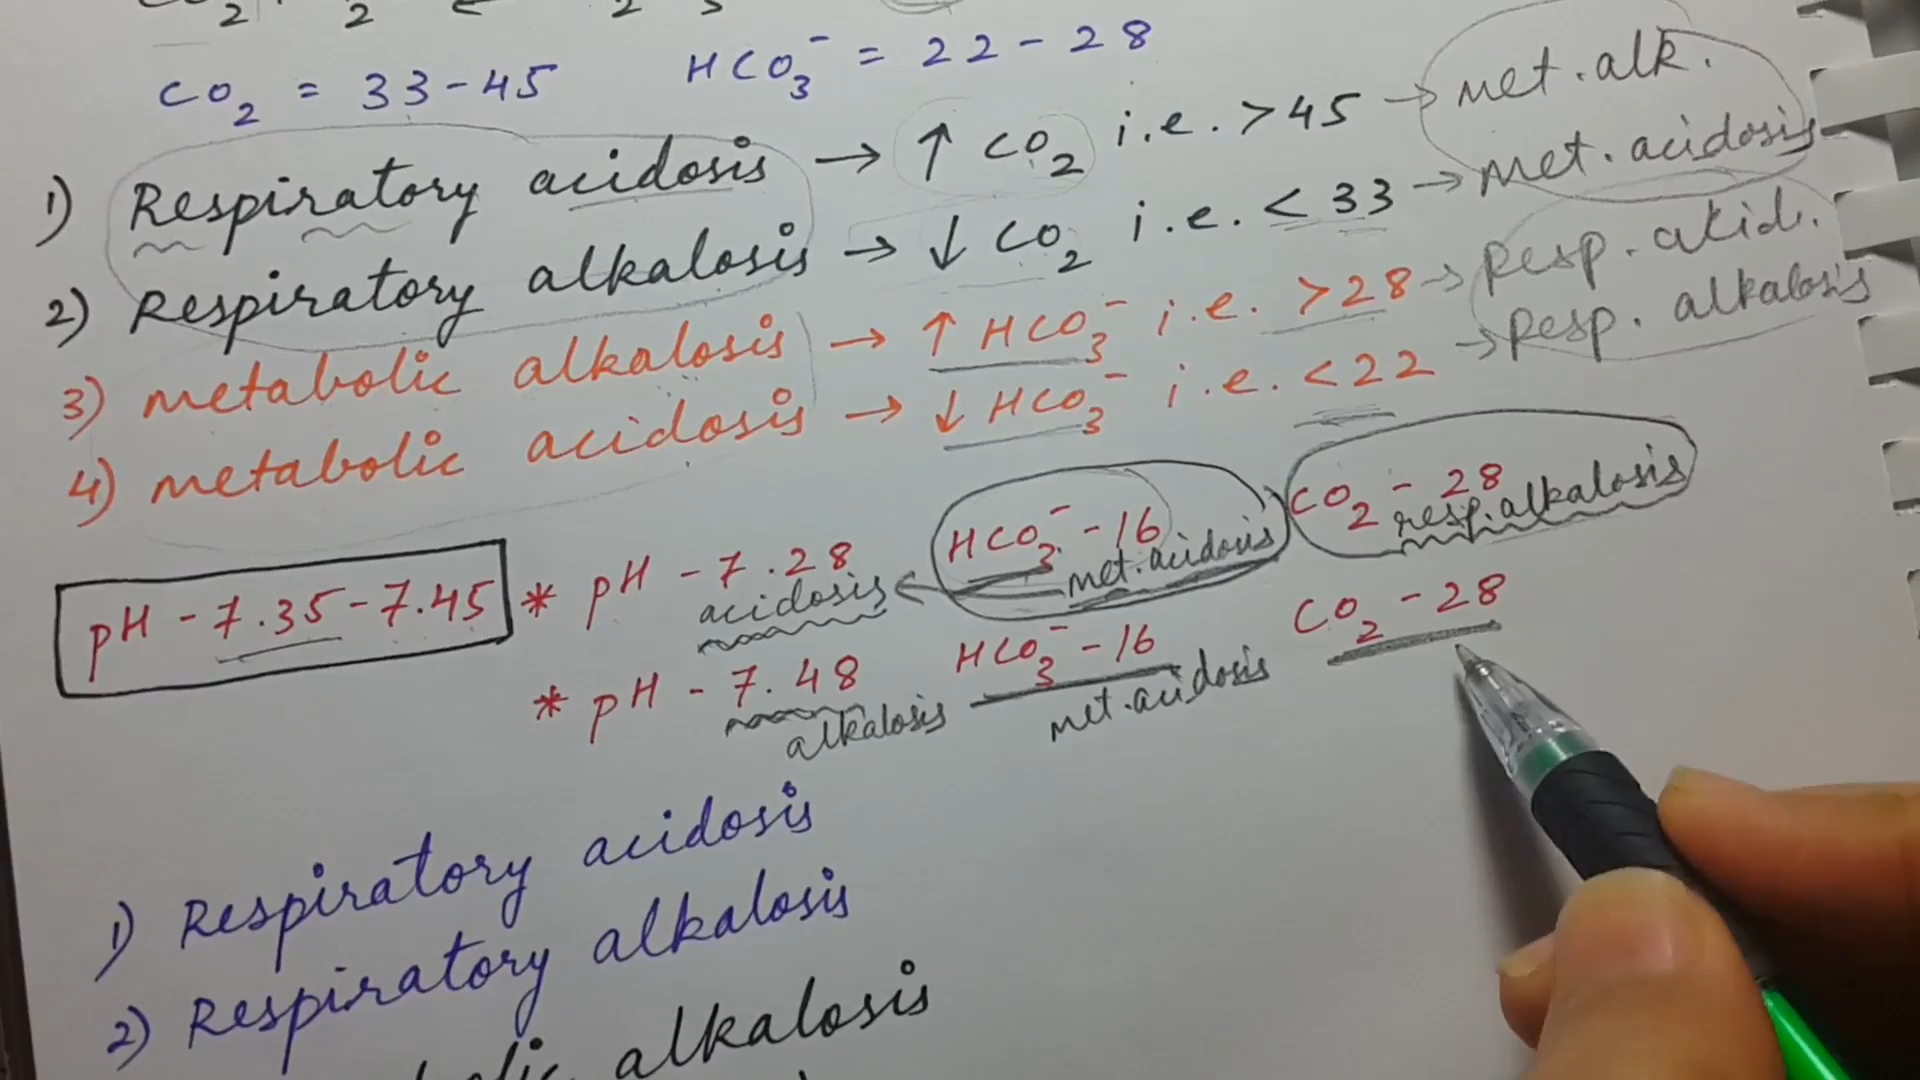 CO₂ = 33-45 HCO₃⁻ = 22-28
1) Respiratory acidosis → ↑ CO₂ i.e. >45 → met. alk.
2) Respiratory alkalosis → ↓ CO₂ i.e. < 33 → met. acidosis
3) metabolic alkalosis → ↑ HCO₃⁻ i.e. >28 → Resp. acid.
4) metabolic acidosis → ↓ HCO₃⁻ i.e. <22 → Resp. alkalosis
pH - 7.35-7.45 * pH - 7.28 HCO₃⁻ - 16 CO₂ - 28
acidosis ← met. acidosis resp. alkalosis
* pH - 7.48 HCO₃⁻ - 16 CO₂ - 28
alkalosis met. acidosis
1) Respiratory acidosis
2) Respiratory alkalosis
alkalosis